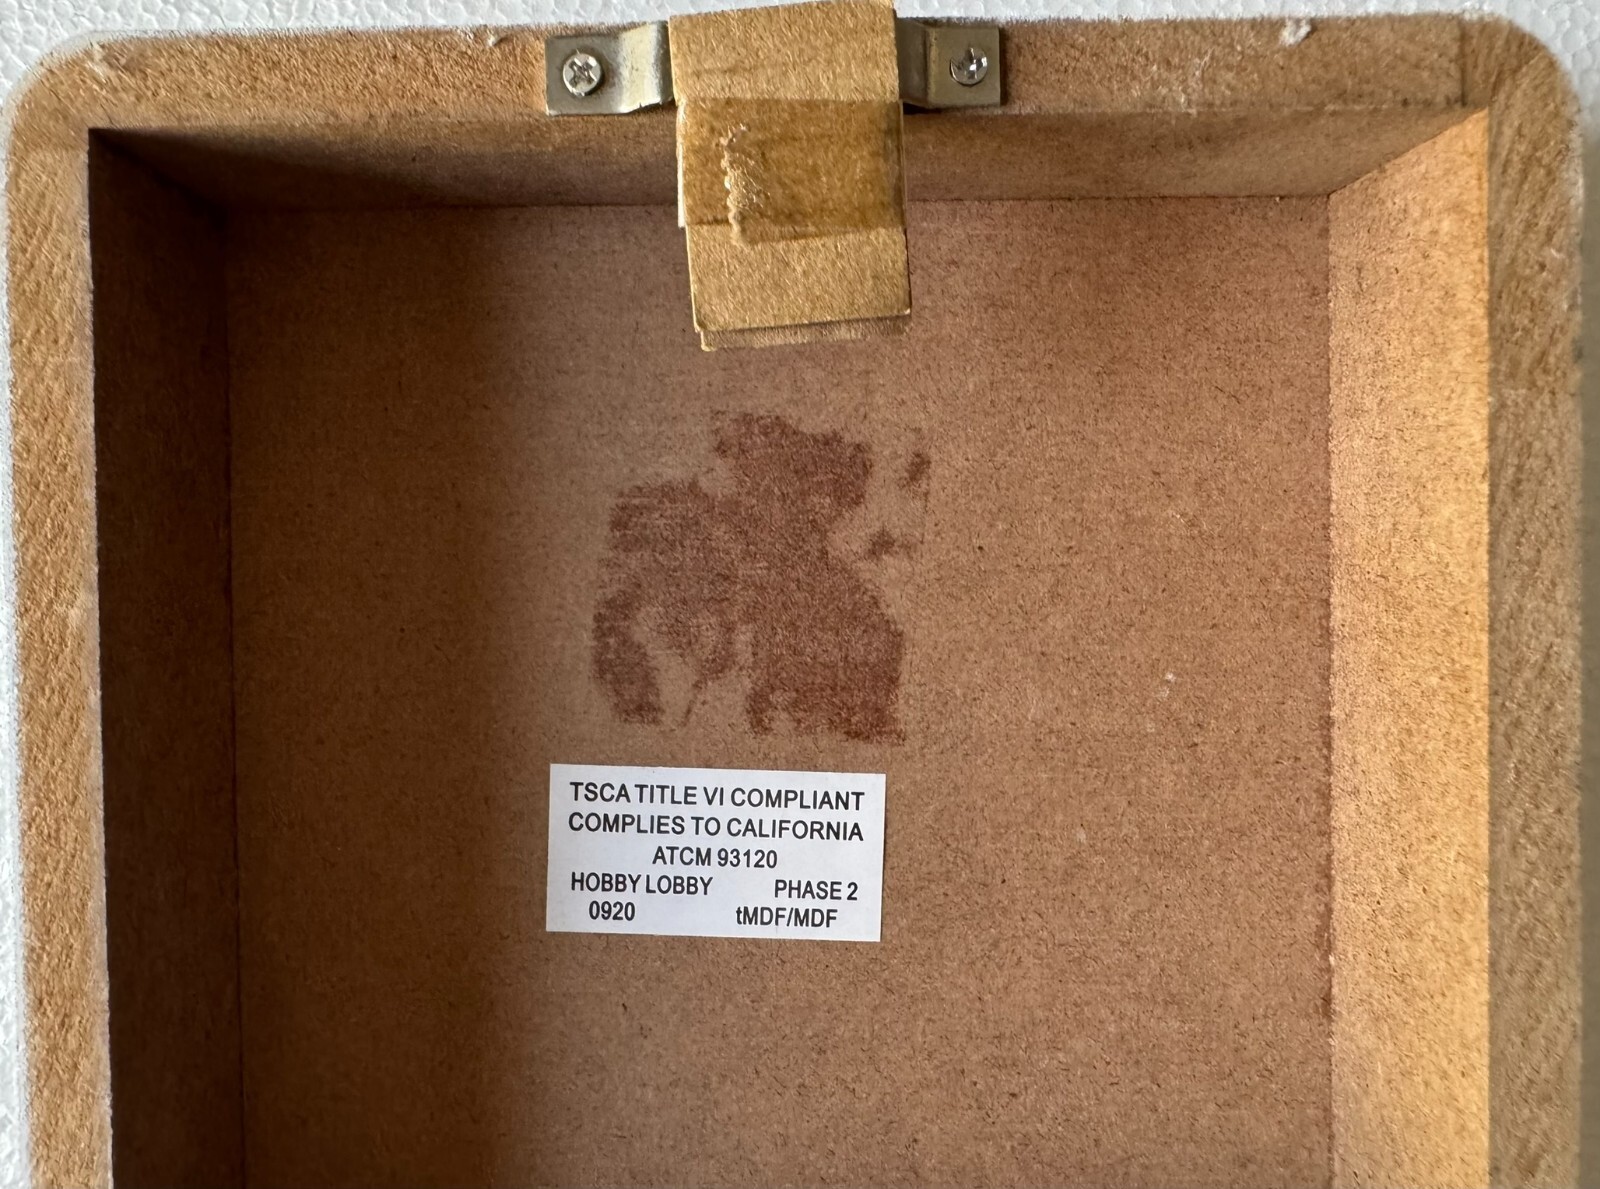 TSCA TITLE VI COMPLIANT
COMPLIES TO CALIFORNIA
ATCM 93120
HOBBY LOBBY PHASE 2
0920 tMDF/MDF